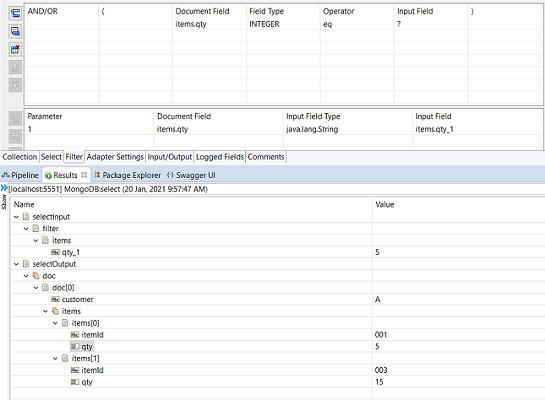 AND/OR ( Document Field Field Type Operator Input Field )
items.qty INTEGER eq ?
Parameter Document Field Input Field Type Input Field
1 items.qty java.lang.String items.qty_1
Collection Select Filter Adapter Settings Input/Output Logged Fields Comments
Pipeline Results Package Explorer Swagger UI
Show
[localhost:5551] MongoDB:select (20 Jan, 2021 9:57:47 AM)
Name Value
selectInput
filter
items
qty_1 5
selectOutput
doc
doc[0]
customer A
items
items[0]
itemId 001
qty 5
items[1]
itemId 003
qty 15